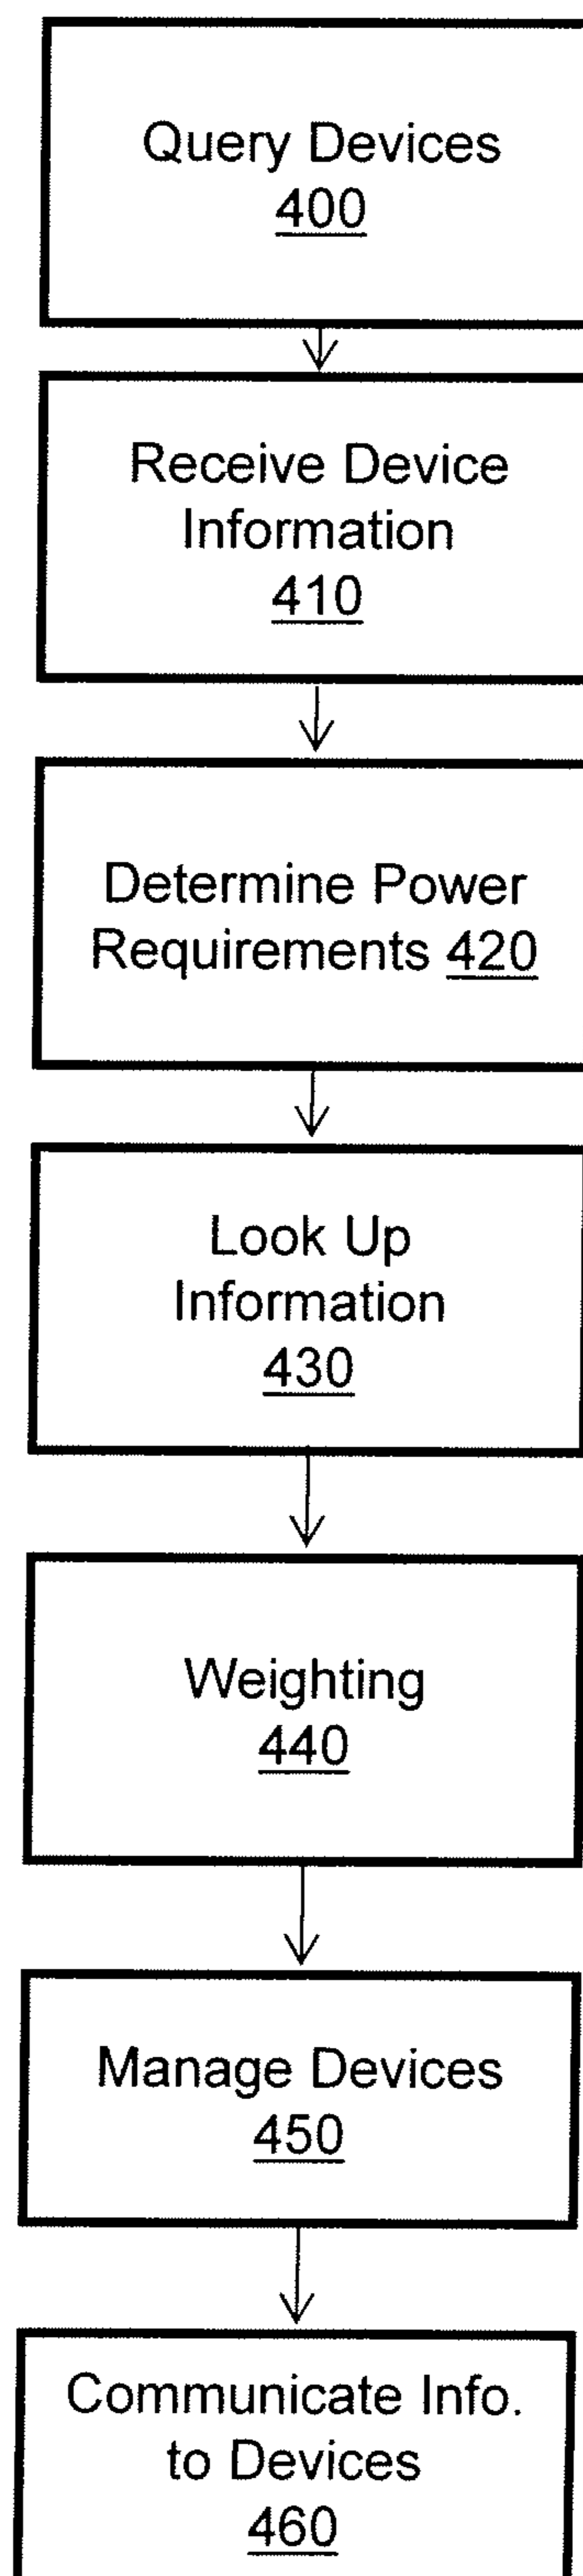 Query Devices
400
Receive Device
Information
410
Determine Power
Requirements 420
Look Up
Information
430
Weighting
440
Manage Devices
450
Communicate Info.
to Devices
460